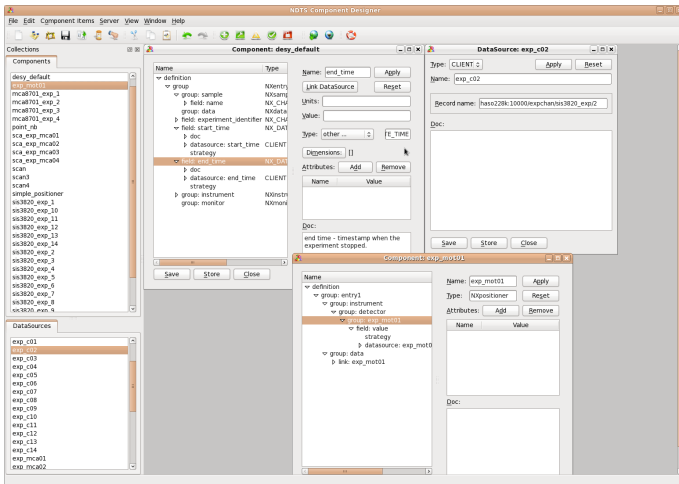 NDTS Component Designer
File Edit Component Items Server View Window Help
Collections
Components
desy_default
exp_mot01
mca8701_exp_1
mca8701_exp_2
mca8701_exp_3
mca8701_exp_4
point_nb
sca_exp_mca01
sca_exp_mca02
sca_exp_mca03
sca_exp_mca04
scan
scan3
scan4
simple_positioner
sis3820_exp_1
sis3820_exp_10
sis3820_exp_11
sis3820_exp_12
sis3820_exp_13
sis3820_exp_14
sis3820_exp_2
sis3820_exp_3
sis3820_exp_4
sis3820_exp_5
sis3820_exp_6
sis3820_exp_7
sis3820_exp_8
sis3820_exp_9
DataSources
exp_c01
exp_c02
exp_c03
exp_c04
exp_c05
exp_c06
exp_c07
exp_c08
exp_c09
exp_c10
exp_c11
exp_c12
exp_c13
exp_c14
exp_mca01
exp_mca02
Component: desy_default
Name Type
definition
group NXentry
group: sample NXsamp
field: name NX_CHA
group: data NXdata
field: experiment_identifier NX_CHA
field: start_time NX_DAT
doc
datasource: start_time CLIENT
strategy
field: end_time NX_DAT
doc
datasource: end_time CLIENT
strategy
group: instrument NXinstr
group: monitor NXmoni
Save Store Close
Name: end_time Apply
Link DataSource Reset
Units:
Value:
Type: other ... TE_TIME
Dimensions: []
Attributes: Add Remove
Name Value
Doc:
end time - timestamp when the
experiment stopped.
DataSource: exp_c02
Type: CLIENT Apply Reset
Name: exp_c02
Record name: haso228k:10000/expchan/sis3820_exp/2
Doc:
Save Store Close
Component: exp_mot01
Name
definition
group: entry1
group: instrument
group: detector
group: exp_mot01
field: value
strategy
datasource: exp_mot0
group: data
link: exp_mot01
Name: exp_mot01 Apply
Type: NXpositioner Reset
Attributes: Add Remove
Name Value
Doc: